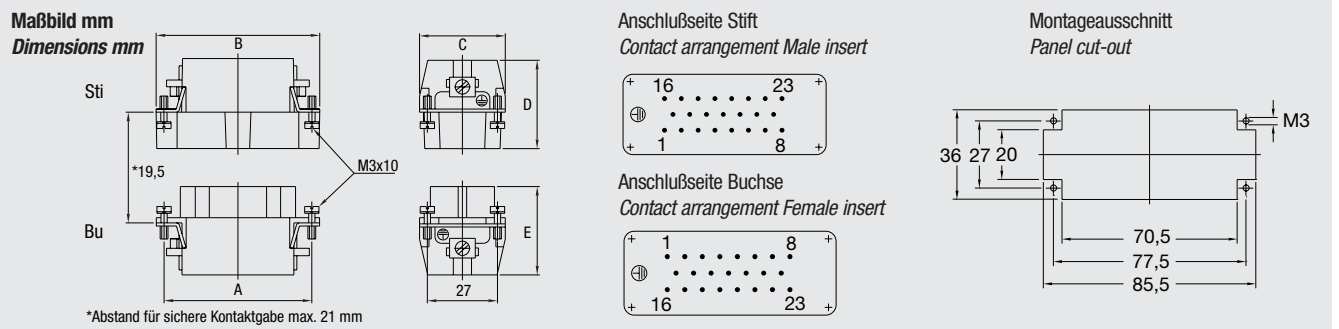 Maßbild mm
Dimensions mm
B
C
Sti
D
*19,5
M3x10
Bu
E
A
27
*Abstand für sichere Kontaktgabe max. 21 mm
Anschlußseite Stift
Contact arrangement Male insert
16 23
1 8
Anschlußseite Buchse
Contact arrangement Female insert
1 8
16 23
Montageausschnitt
Panel cut-out
M3
36 27 20
70,5
77,5
85,5